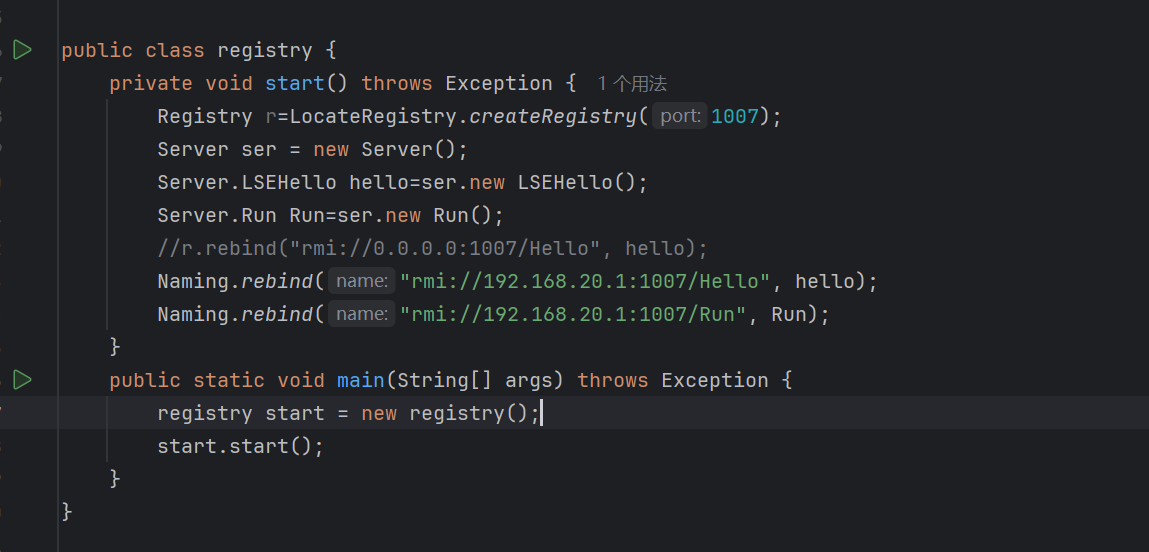 public class registry {
    private void start() throws Exception {  1 个用法
        Registry r=LocateRegistry.createRegistry( port: 1007);
        Server ser = new Server();
        Server.LSEHello hello=ser.new LSEHello();
        Server.Run Run=ser.new Run();
        //r.rebind("rmi://0.0.0.0:1007/Hello", hello);
        Naming.rebind( name: "rmi://192.168.20.1:1007/Hello", hello);
        Naming.rebind( name: "rmi://192.168.20.1:1007/Run", Run);
    }
    public static void main(String[] args) throws Exception {
        registry start = new registry();
        start.start();
    }
}